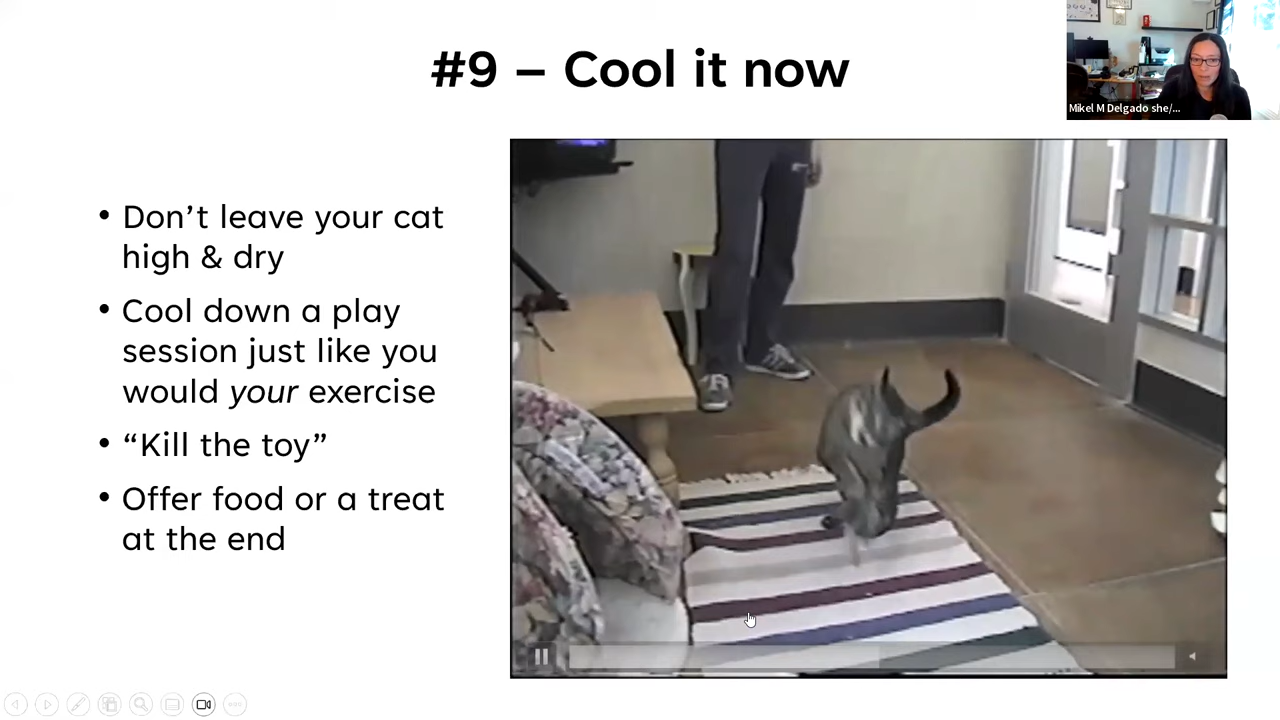 #9 – Cool it now
Mikel M Delgado she/...
• Don’t leave your cat
high & dry
• Cool down a play
session just like you
would your exercise
• “Kill the toy”
• Offer food or a treat
at the end